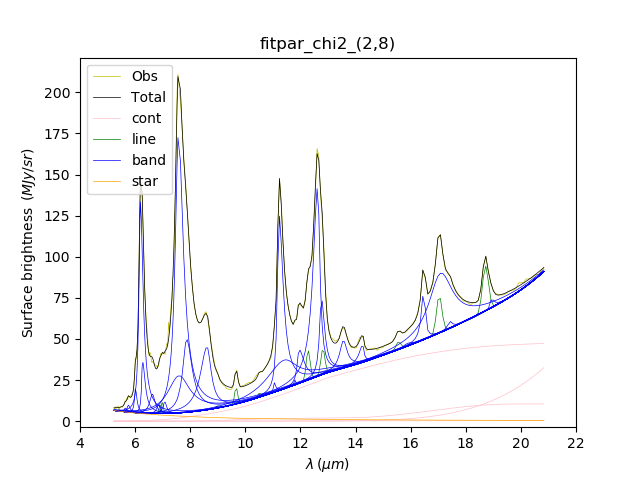 fitpar_chi2_(2,8)
Obs
Total
cont
line
band
star
200
175
150
125
100
75
50
25
0
Surface brightness (MJy/sr)
4 6 8 10 12 14 16 18 20 22
λ (μm)